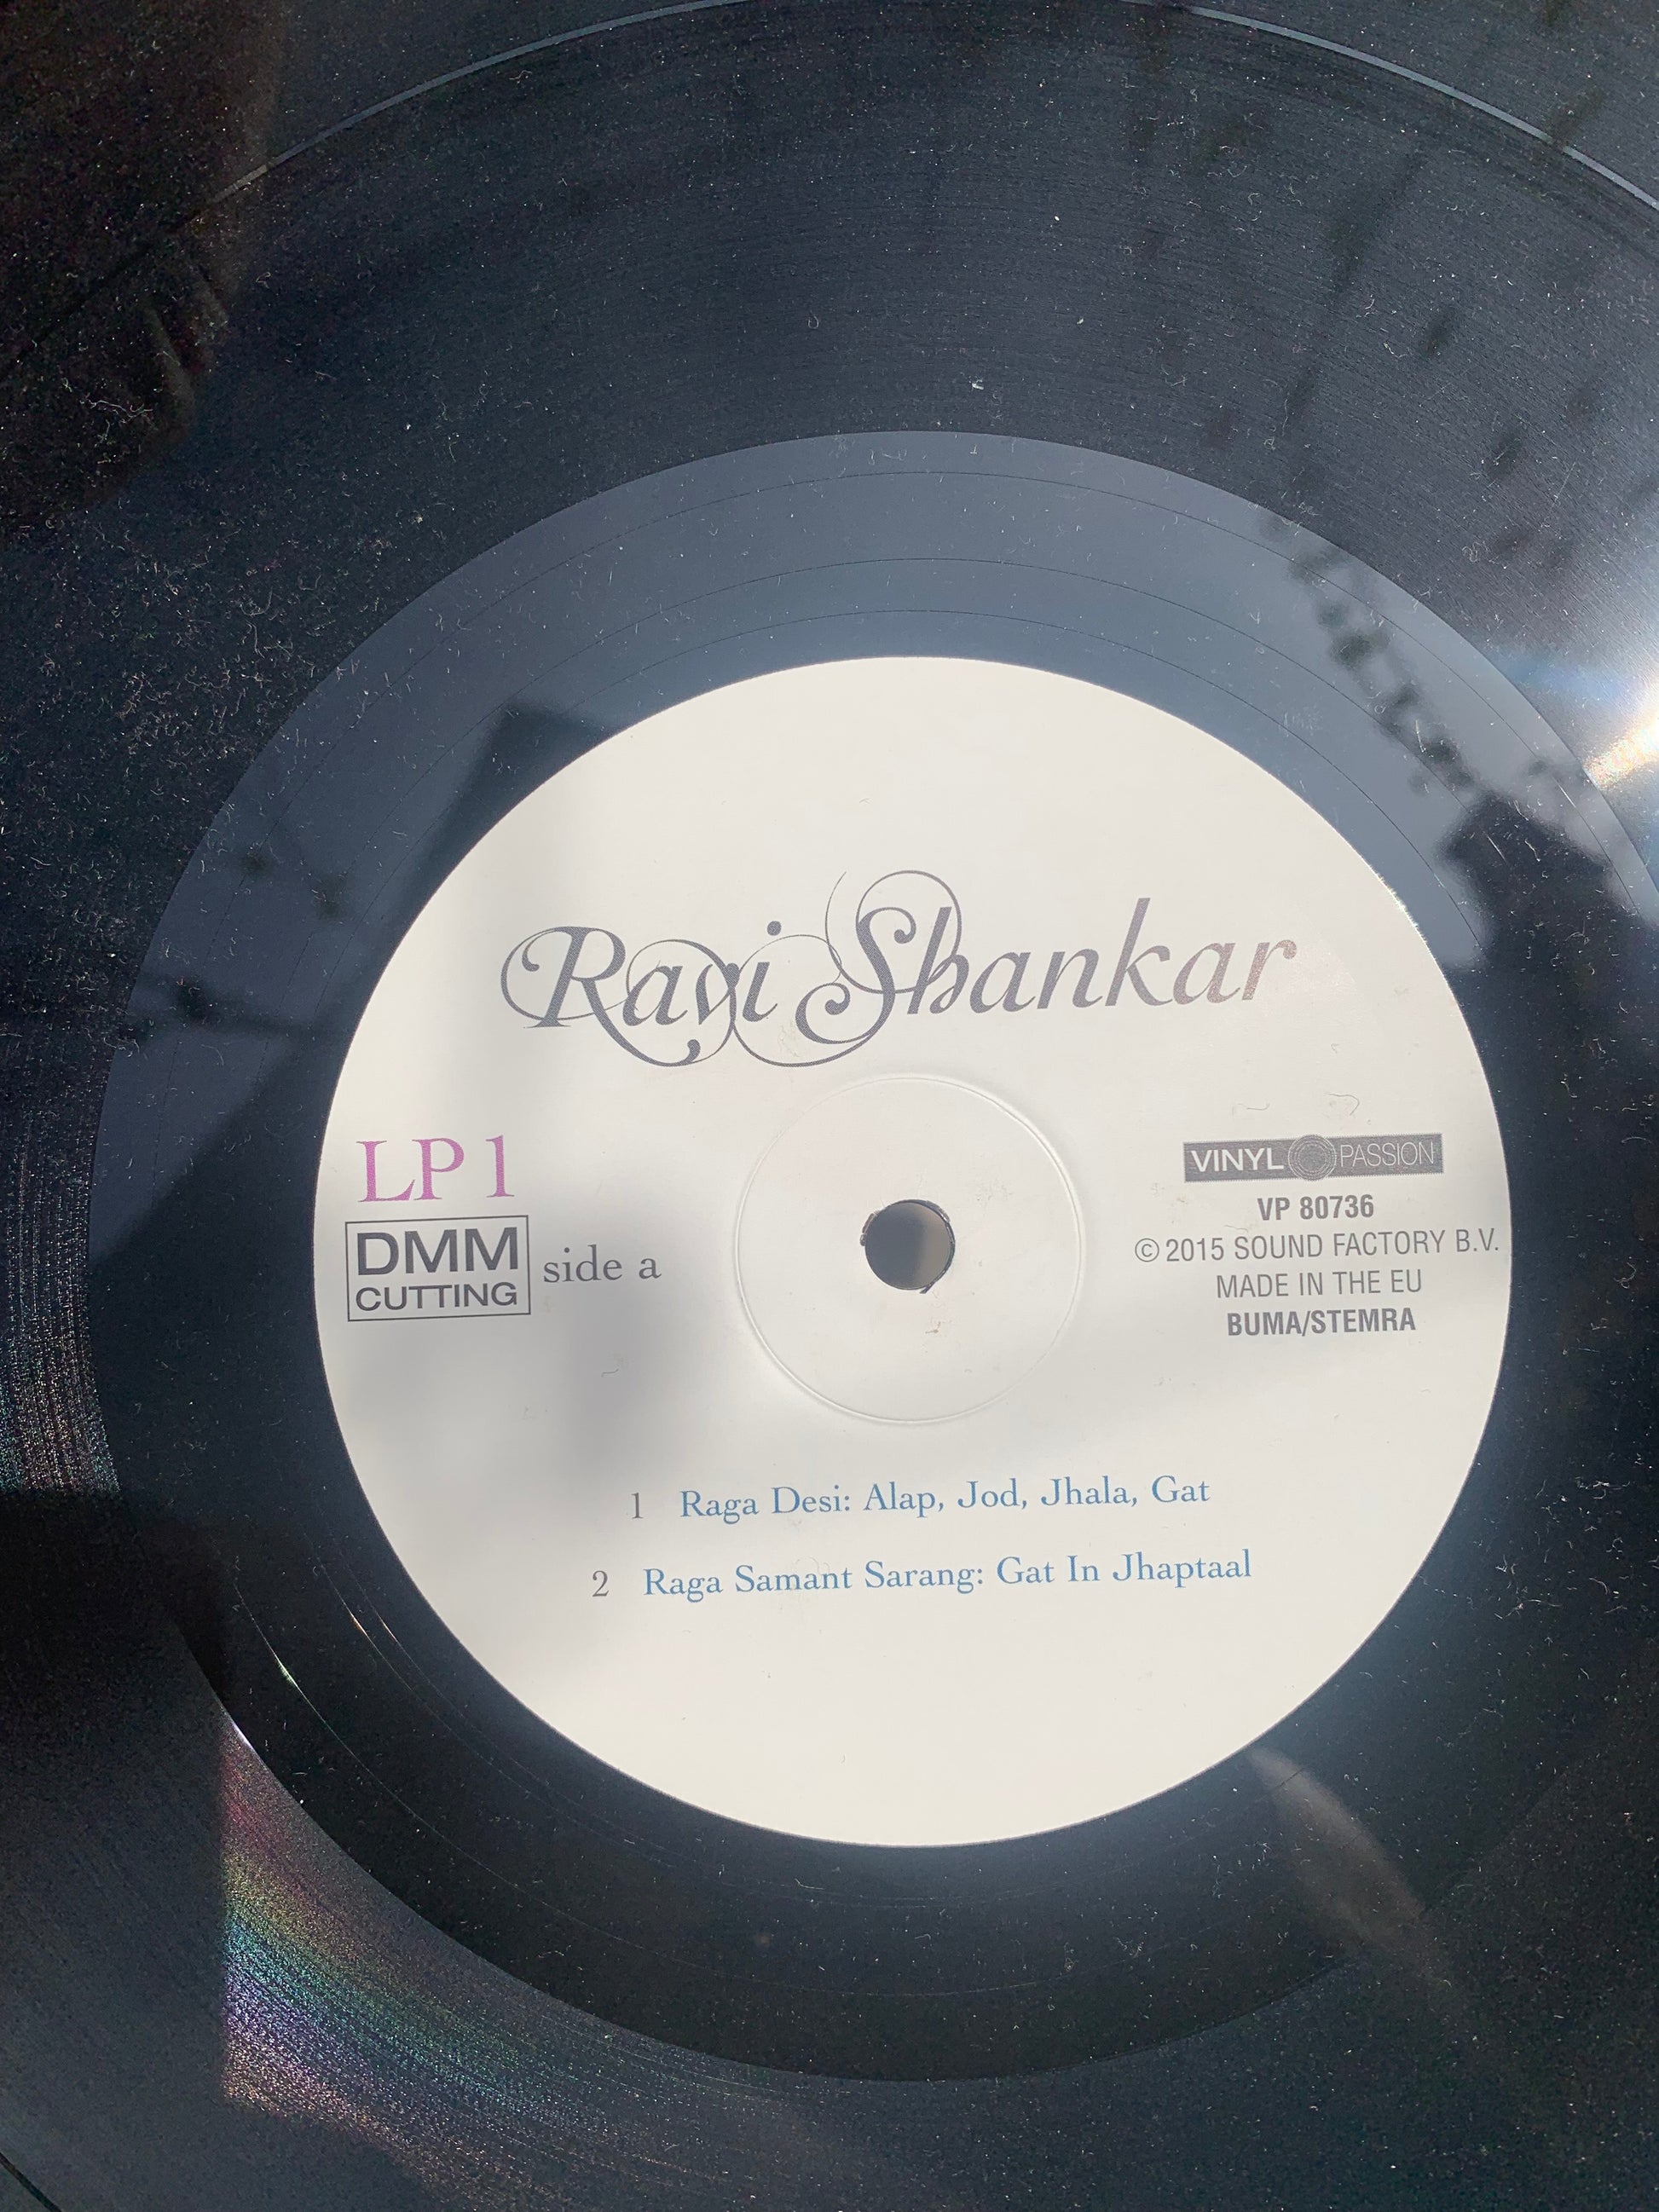 Ravi Shankar
LP 1
DMM
CUTTING
side a
VINYL PASSION
VP 80736
© 2015 SOUND FACTORY B.V.
MADE IN THE EU
BUMA/STEMRA
1 Raga Desi: Alap, Jod, Jhala, Gat
2 Raga Samant Sarang: Gat In Jhaptaal